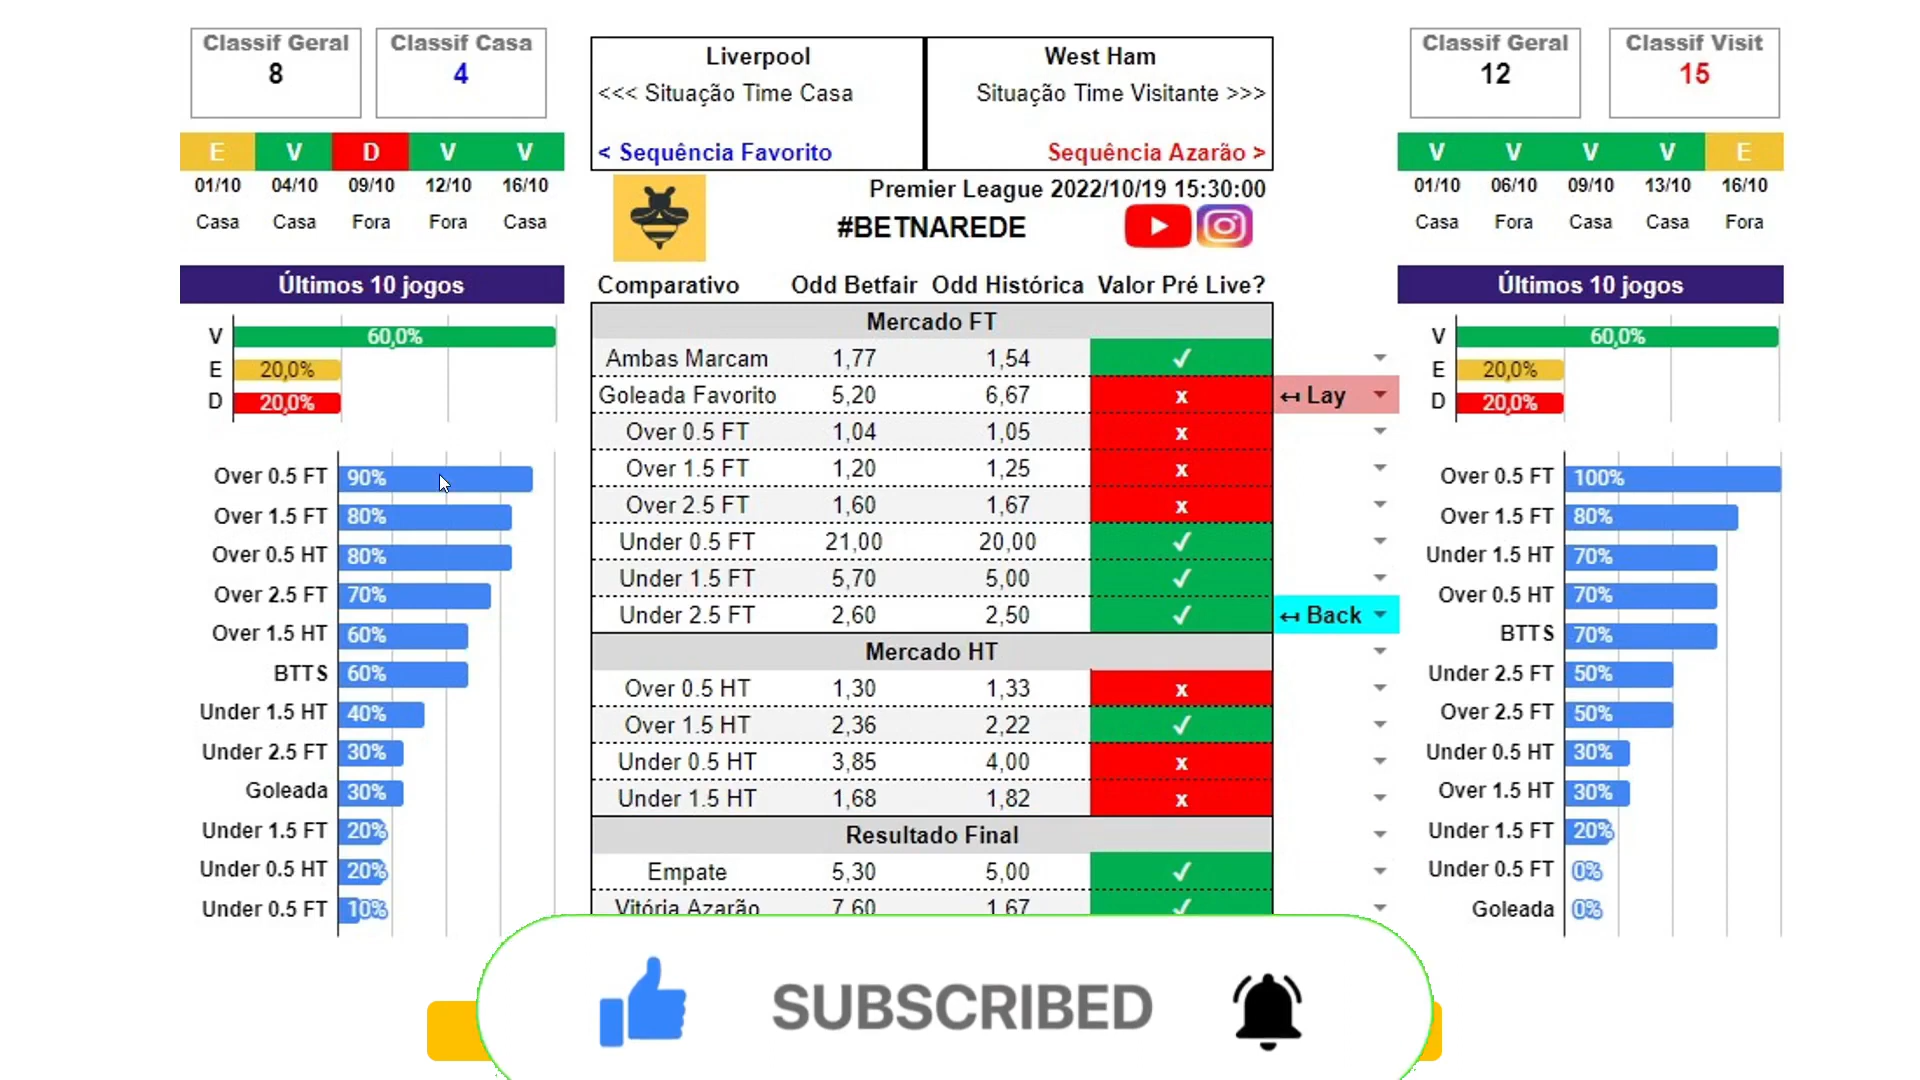 Classif Geral
8
Classif Casa
4
E V D V V
01/10 04/10 09/10 12/10 16/10
Casa Casa Fora Fora Casa
Últimos 10 jogos
V 60,0%
E 20,0%
D 20,0%
Over 0.5 FT 90%
Over 1.5 FT 80%
Over 0.5 HT 80%
Over 2.5 FT 70%
Over 1.5 HT 60%
BTTS 60%
Under 1.5 HT 40%
Under 2.5 FT 30%
Goleada 30%
Under 1.5 FT 20%
Under 0.5 HT 20%
Under 0.5 FT 10%
Liverpool
<<< Situação Time Casa
< Sequência Favorito
West Ham
Situação Time Visitante >>>
Sequência Azarão >
Premier League 2022/10/19 15:30:00
#BETNAREDE
Comparativo Odd Betfair Odd Histórica Valor Pré Live?
Mercado FT
Ambas Marcam 1,77 1,54 ✓
Goleada Favorito 5,20 6,67 x ↔ Lay
Over 0.5 FT 1,04 1,05 x
Over 1.5 FT 1,20 1,25 x
Over 2.5 FT 1,60 1,67 x
Under 0.5 FT 21,00 20,00 ✓
Under 1.5 FT 5,70 5,00 ✓
Under 2.5 FT 2,60 2,50 ✓ ↔ Back
Mercado HT
Over 0.5 HT 1,30 1,33 x
Over 1.5 HT 2,36 2,22 ✓
Under 0.5 HT 3,85 4,00 x
Under 1.5 HT 1,68 1,82 x
Resultado Final
Empate 5,30 5,00 ✓
Vitória Azarão 7,60 1,67 ✓
Classif Geral
12
Classif Visit
15
V V V V E
01/10 06/10 09/10 13/10 16/10
Casa Fora Casa Casa Fora
Últimos 10 jogos
V 60,0%
E 20,0%
D 20,0%
Over 0.5 FT 100%
Over 1.5 FT 80%
Under 1.5 HT 70%
Over 0.5 HT 70%
BTTS 70%
Under 2.5 FT 50%
Over 2.5 FT 50%
Under 0.5 HT 30%
Over 1.5 HT 30%
Under 1.5 FT 20%
Under 0.5 FT 0%
Goleada 0%
SUBSCRIBED